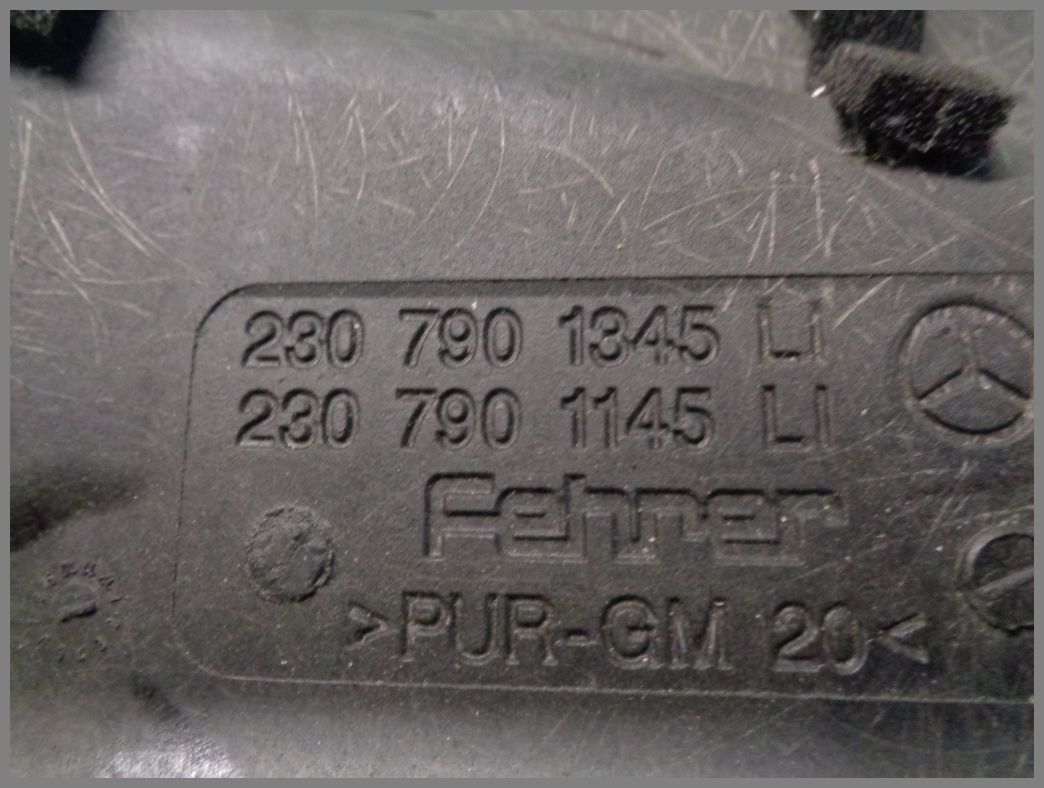 230 790 1345 LI
230 790 1145 LI
Fehrer
>PUR-GM 20<